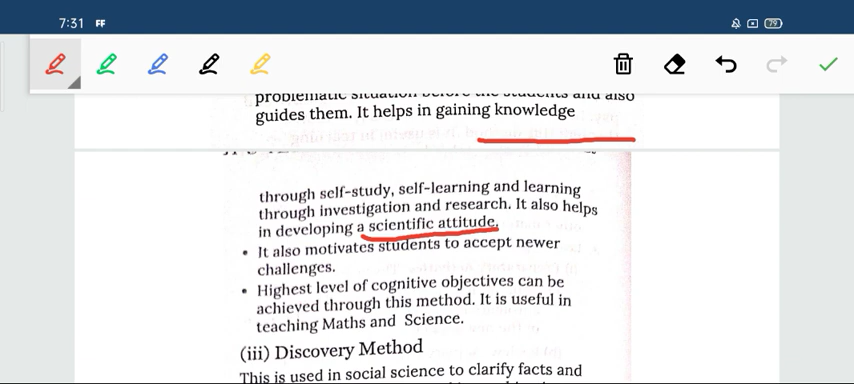 7:31 FF 79
problematic situation before the students and also
guides them. It helps in gaining knowledge
through self-study, self-learning and learning
through investigation and research. It also helps
in developing a scientific attitude.
• It also motivates students to accept newer
challenges.
• Highest level of cognitive objectives can be
achieved through this method. It is useful in
teaching Maths and Science.
(iii) Discovery Method
This is used in social science to clarify facts and